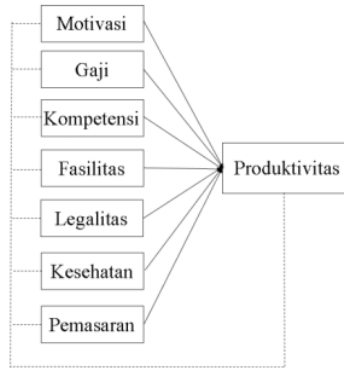 Motivasi
Gaji
Kompetensi
Fasilitas
Produktivitas
Legalitas
Kesehatan
Pemasaran